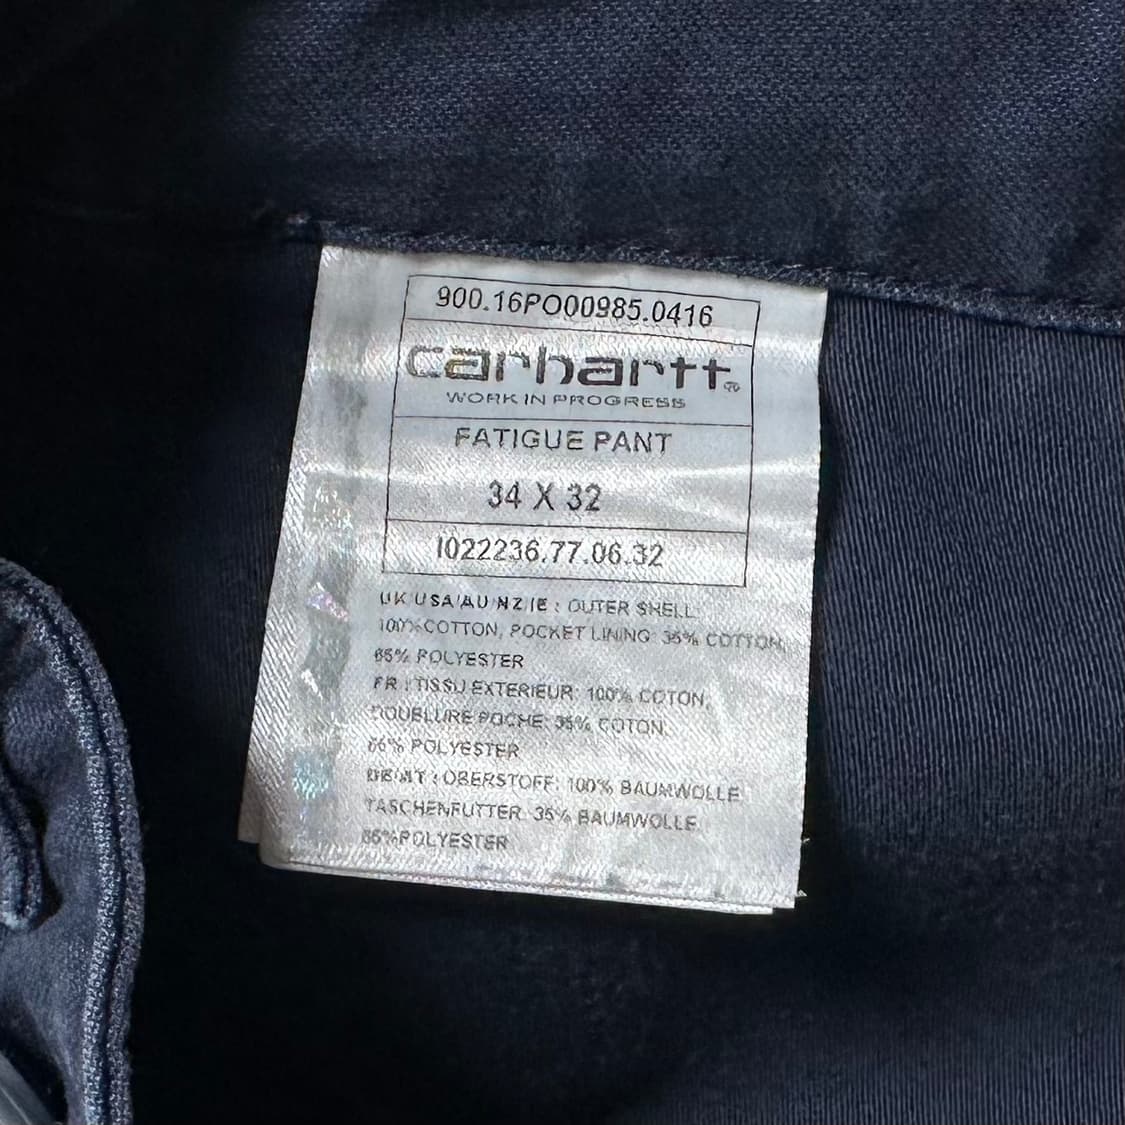 900.16PO00985.0416
carhartt®
WORK IN PROGRESS
FATIGUE PANT
34 X 32
I022236.77.06.32
UK/USA/AU/NZ/IE : OUTER SHELL:
100% COTTON, POCKET LINING: 35% COTTON,
65% POLYESTER
FR : TISSU EXTERIEUR: 100% COTON,
DOUBLURE POCHE: 35% COTON,
65% POLYESTER
DE/AT : OBERSTOFF: 100% BAUMWOLLE
TASCHENFUTTER: 35% BAUMWOLLE
65%POLYESTER